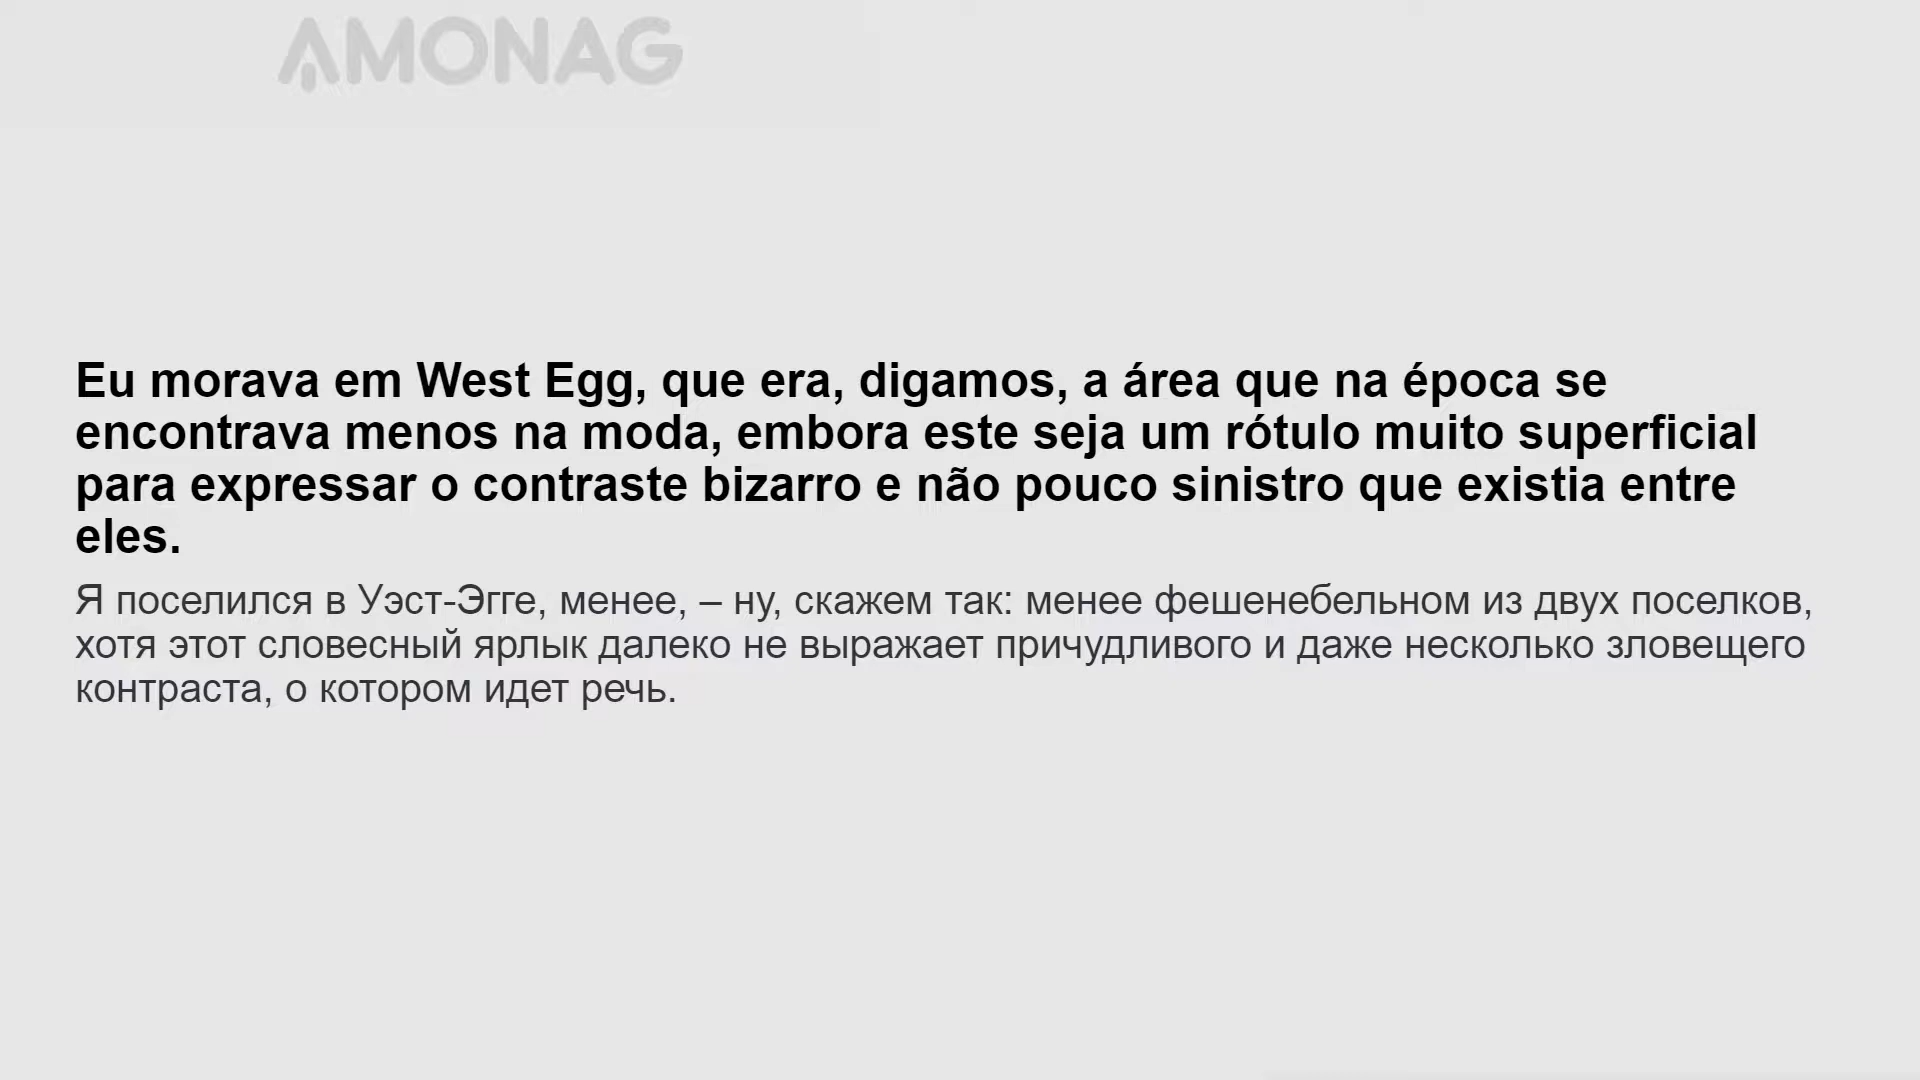 AMONAG
Eu morava em West Egg, que era, digamos, a área que na época se
encontrava menos na moda, embora este seja um rótulo muito superficial
para expressar o contraste bizarro e não pouco sinistro que existia entre
eles.
Я поселился в Уэст-Эгге, менее, – ну, скажем так: менее фешенебельном из двух поселков,
хотя этот словесный ярлык далеко не выражает причудливого и даже несколько зловещего
контраста, о котором идет речь.